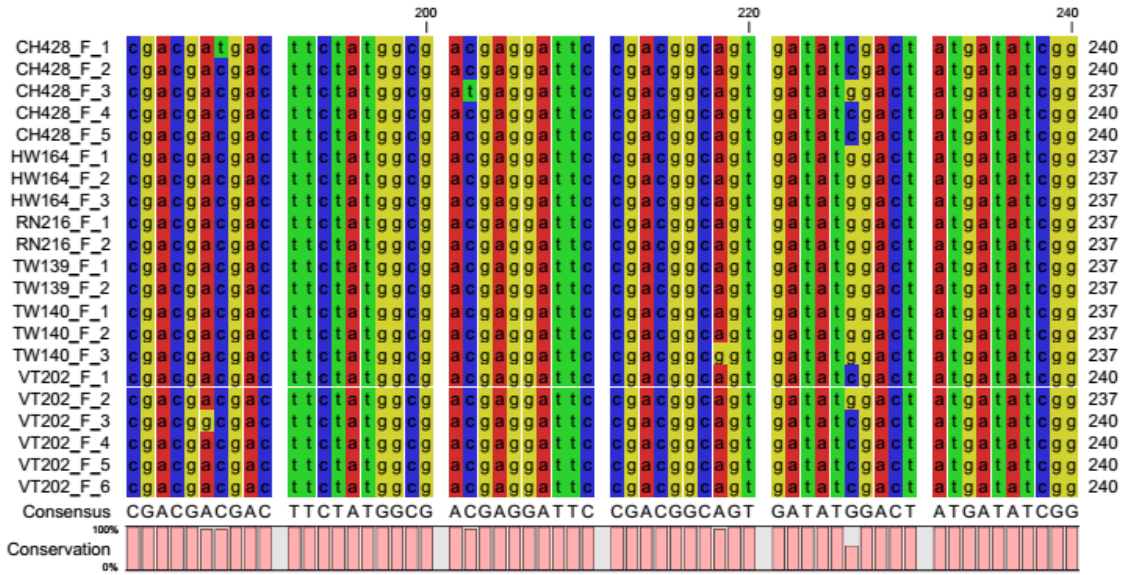 200 220 240
CH428_F_1 cgacgatgac ttctatggcg acgaggattc cgacggcagt gatatcgact atgatatcgg 240
CH428_F_2 cgacgacgac ttctatggcg acgaggattc cgacggcagt gatatcgact atgatatcgg 240
CH428_F_3 cgacgacgac ttctatggcg atgaggattc cgacggcagt gatatggact atgatatcgg 237
CH428_F_4 cgacgacgac ttctatggcg acgaggattc cgacggcagt gatatcgact atgatatcgg 240
CH428_F_5 cgacgacgac ttctatggcg acgaggattc cgacggcagt gatatcgact atgatatcgg 240
HW164_F_1 cgacgacgac ttctatggcg acgaggattc cgacggcagt gatatggact atgatatcgg 237
HW164_F_2 cgacgacgac ttctatggcg acgaggattc cgacggcagt gatatggact atgatatcgg 237
HW164_F_3 cgacgacgac ttctatggcg acgaggattc cgacggcagt gatatggact atgatatcgg 237
RN216_F_1 cgacgacgac ttctatggcg acgaggattc cgacggcagt gatatggact atgatatcgg 237
RN216_F_2 cgacgacgac ttctatggcg acgaggattc cgacggcagt gatatggact atgatatcgg 237
TW139_F_1 cgacgacgac ttctatggcg acgaggattc cgacggcagt gatatggact atgatatcgg 237
TW139_F_2 cgacgacgac ttctatggcg acgaggattc cgacggcagt gatatggact atgatatcgg 237
TW140_F_1 cgacgacgac ttctatggcg acgaggattc cgacggcagt gatatggact atgatatcgg 237
TW140_F_2 cgacgacgac ttctatggcg acgaggattc cgacggcagt gatatggact atgatatcgg 237
TW140_F_3 cgacgacgac ttctatggcg acgaggattc cgacggcggt gatatggact atgatatcgg 237
VT202_F_1 cgacgacgac ttctatggcg acgaggattc cgacggcagt gatatcgact atgatatcgg 240
VT202_F_2 cgacgacgac ttctatggcg acgaggattc cgacggcagt gatatggact atgatatcgg 237
VT202_F_3 cgacggcgac ttctatggcg acgaggattc cgacggcagt gatatcgact atgatatcgg 240
VT202_F_4 cgacgacgac ttctatggcg acgaggattc cgacggcagt gatatcgact atgatatcgg 240
VT202_F_5 cgacgacgac ttctatggcg acgaggattc cgacggcagt gatatcgact atgatatcgg 240
VT202_F_6 cgacgacgac ttctatggcg acgaggattc cgacggcagt gatatcgact atgatatcgg 240
Consensus CGACGACGAC TTCTATGGCG ACGAGGATTC CGACGGCAGT GATATGGACT ATGATATCGG
100%
Conservation
0%